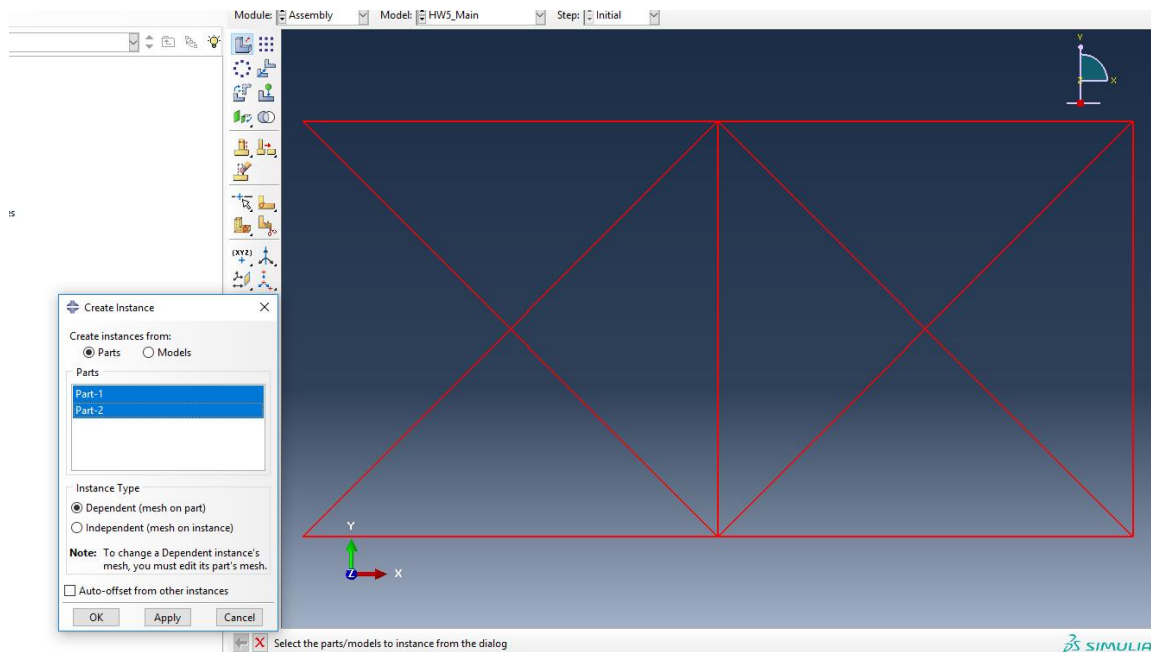 Module: Assembly Model: HW5_Main Step: Initial
es
Y
X
Z
(XYZ)
Create Instance
Create instances from:
Parts Models
Parts
Part-1
Part-2
Instance Type
Dependent (mesh on part)
Independent (mesh on instance)
Note: To change a Dependent instance's
mesh, you must edit its part's mesh.
Auto-offset from other instances
OK Apply Cancel
Y
Z X
Select the parts/models to instance from the dialog
SIMULIA